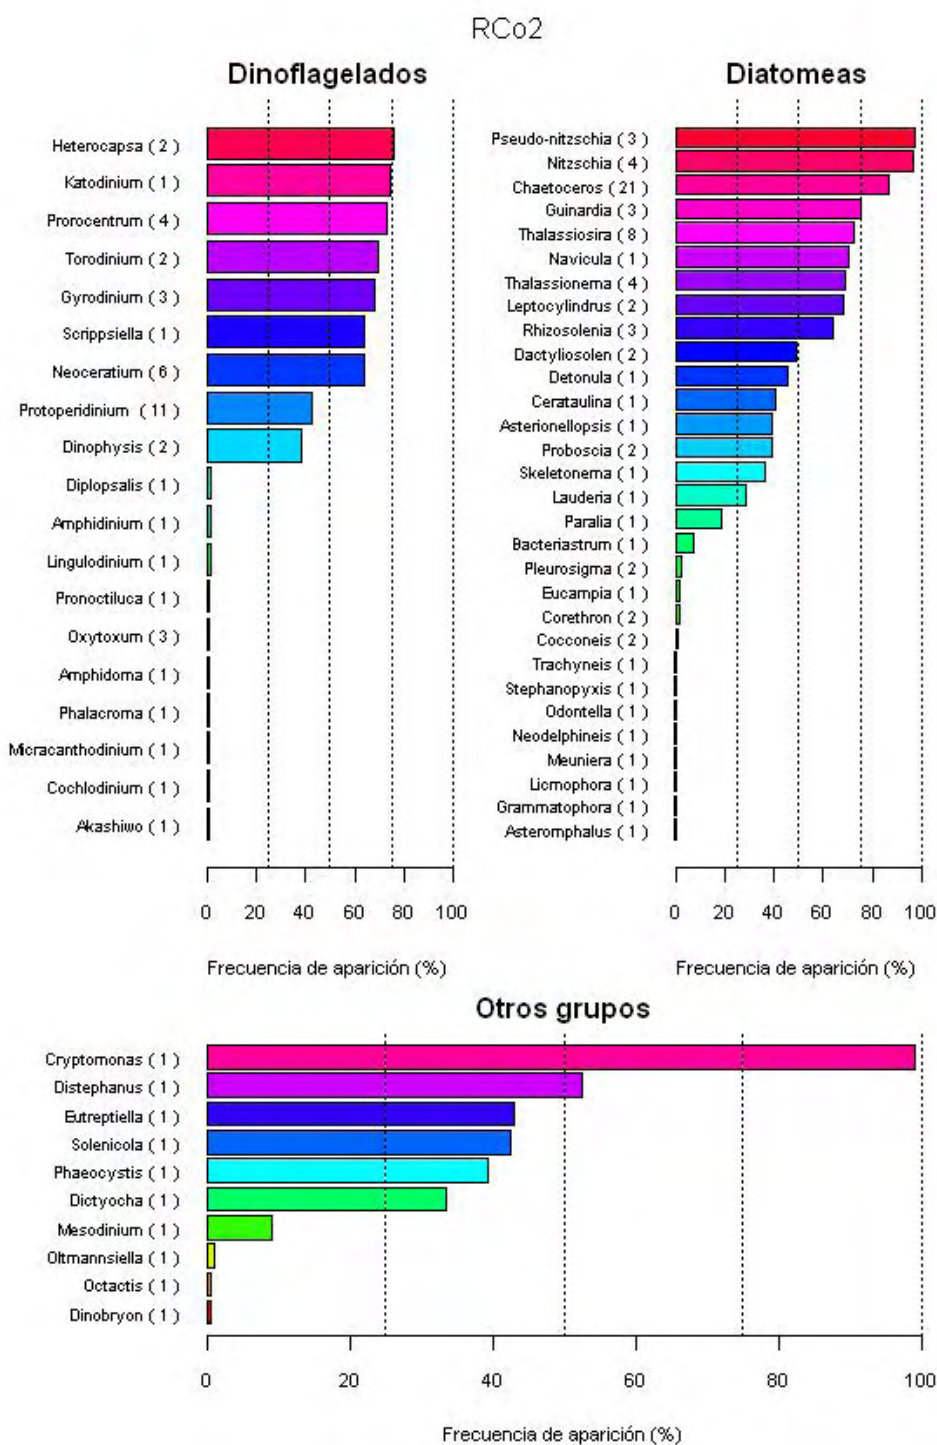 RCo2
Dinoflagelados
Heterocapsa ( 2 )
Katodinium ( 1 )
Prorocentrum ( 4 )
Torodinium ( 2 )
Gyrodinium ( 3 )
Scrippsiella ( 1 )
Neoceratium ( 6 )
Protoperidinium ( 11 )
Dinophysis ( 2 )
Diplopsalis ( 1 )
Amphidinium ( 1 )
Lingulodinium ( 1 )
Pronoctiluca ( 1 )
Oxytoxum ( 3 )
Amphidoma ( 1 )
Phalacroma ( 1 )
Micracanthodinium ( 1 )
Cochlodinium ( 1 )
Akashiwo ( 1 )
0 20 40 60 80 100
Frecuencia de aparición (%)
Diatomeas
Pseudo-nitzschia ( 3 )
Nitzschia ( 4 )
Chaetoceros ( 21 )
Guinardia ( 3 )
Thalassiosira ( 8 )
Navicula ( 1 )
Thalassionema ( 4 )
Leptocylindrus ( 2 )
Rhizosolenia ( 3 )
Dactyliosolen ( 2 )
Detonula ( 1 )
Cerataulina ( 1 )
Asterionellopsis ( 1 )
Proboscia ( 2 )
Skeletonema ( 1 )
Lauderia ( 1 )
Paralia ( 1 )
Bacteriastrum ( 1 )
Pleurosigma ( 2 )
Eucampia ( 1 )
Corethron ( 2 )
Cocconeis ( 2 )
Trachyneis ( 1 )
Stephanopyxis ( 1 )
Odontella ( 1 )
Neodelphineis ( 1 )
Meuniera ( 1 )
Licmophora ( 1 )
Grammatophora ( 1 )
Asteromphalus ( 1 )
0 20 40 60 80 100
Frecuencia de aparición (%)
Otros grupos
Cryptomonas ( 1 )
Distephanus ( 1 )
Eutreptiella ( 1 )
Solenicola ( 1 )
Phaeocystis ( 1 )
Dictyocha ( 1 )
Mesodinium ( 1 )
Oltmannsiella ( 1 )
Octactis ( 1 )
Dinobryon ( 1 )
0 20 40 60 80 100
Frecuencia de aparición (%)